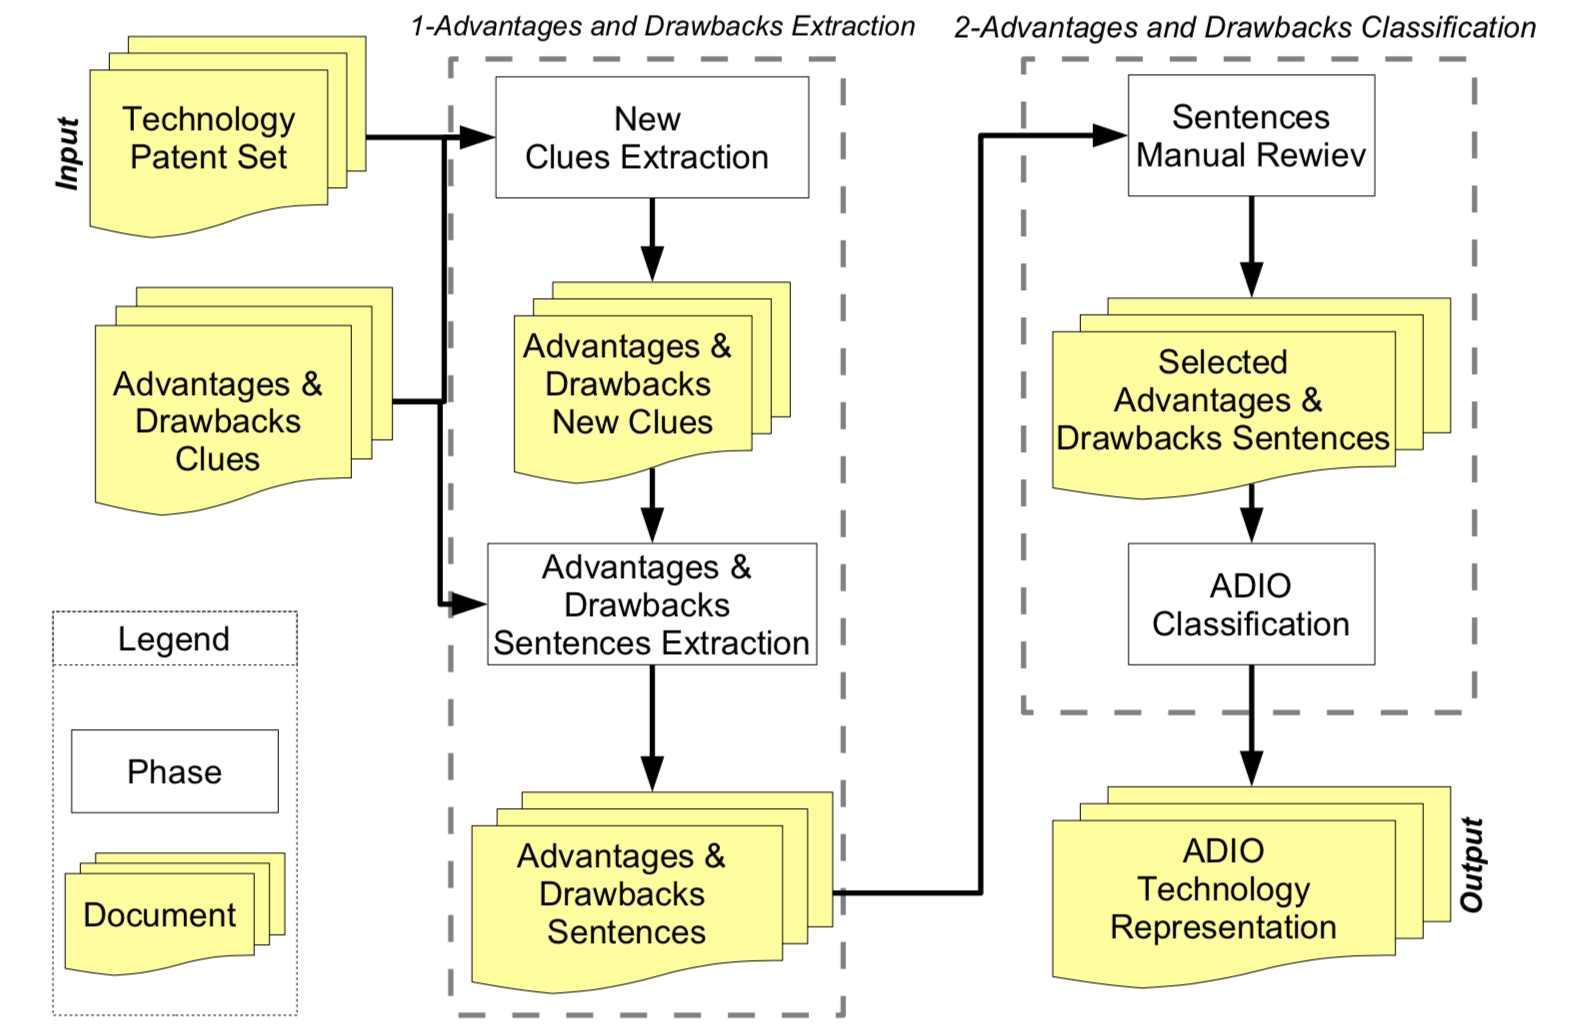 1-Advantages and Drawbacks Extraction
2-Advantages and Drawbacks Classification
Input
Technology
Patent Set
Advantages &
Drawbacks
Clues
New
Clues Extraction
Advantages &
Drawbacks
New Clues
Advantages &
Drawbacks
Sentences Extraction
Advantages &
Drawbacks
Sentences
Sentences
Manual Rewiev
Selected
Advantages &
Drawbacks Sentences
ADIO
Classification
ADIO
Technology
Representation
Output
Legend
Phase
Document